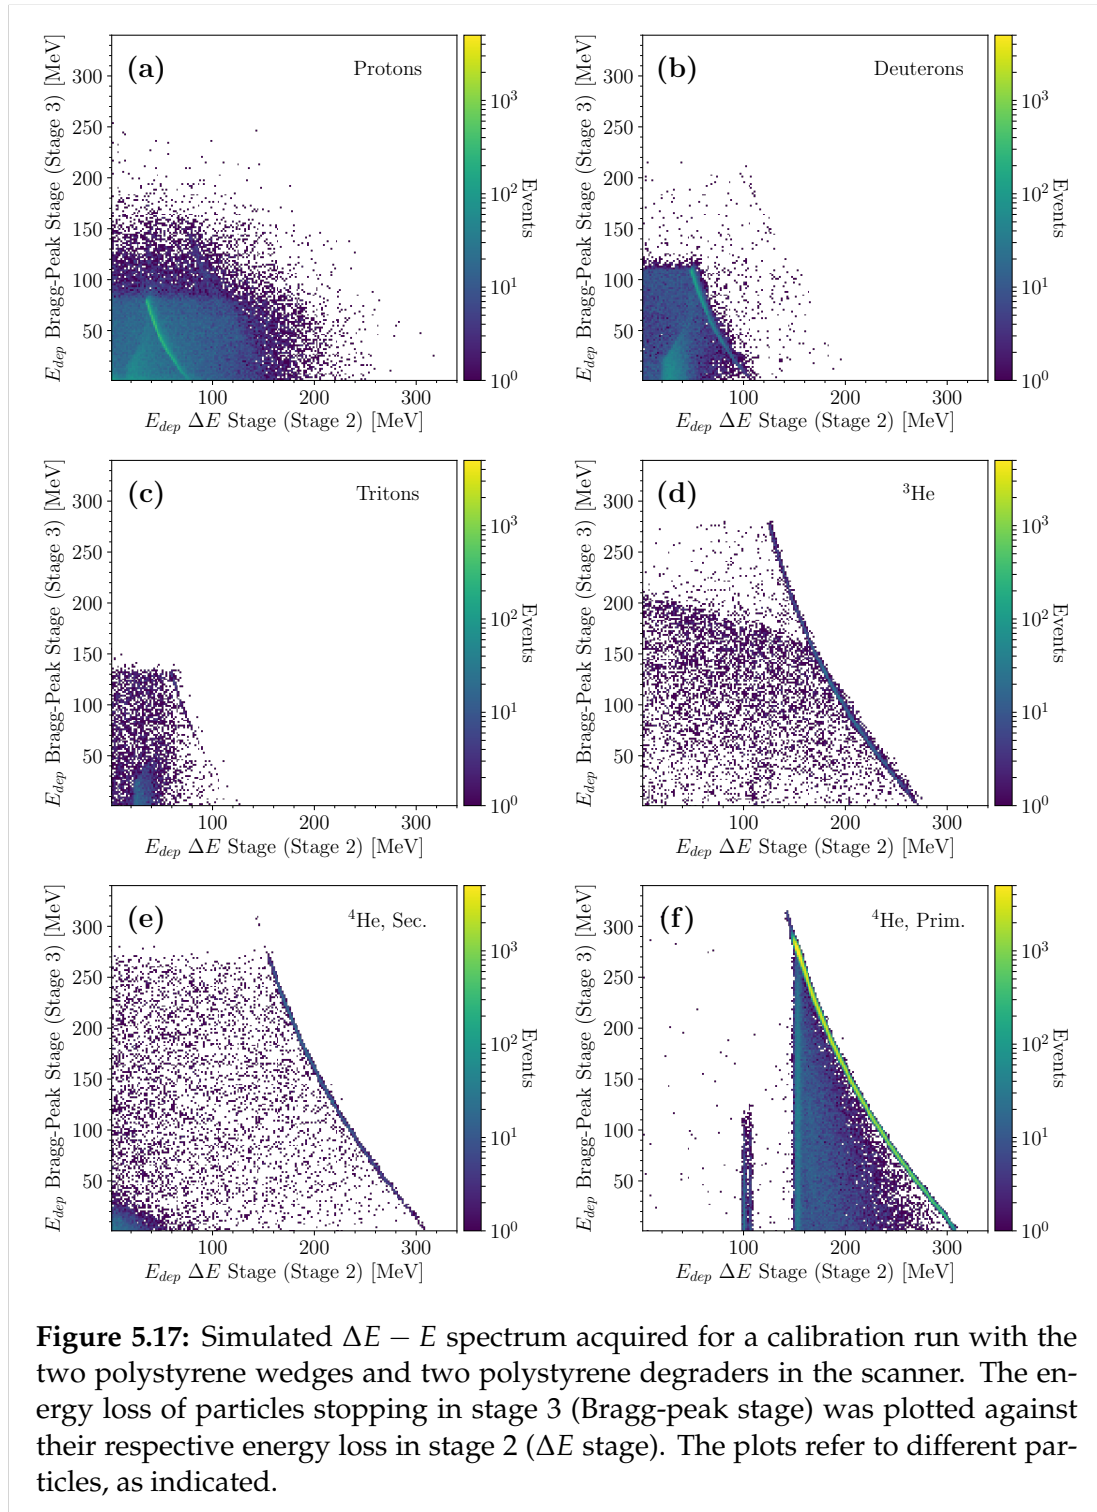 (a)
Protons
E_dep Bragg-Peak Stage (Stage 3) [MeV]
300
250
200
150
100
50
100 200 300
E_dep ΔE Stage (Stage 2) [MeV]
10^3
10^2
10^1
10^0
Events
(b)
Deuterons
E_dep Bragg-Peak Stage (Stage 3) [MeV]
300
250
200
150
100
50
100 200 300
E_dep ΔE Stage (Stage 2) [MeV]
10^3
10^2
10^1
10^0
Events
(c)
Tritons
E_dep Bragg-Peak Stage (Stage 3) [MeV]
300
250
200
150
100
50
100 200 300
E_dep ΔE Stage (Stage 2) [MeV]
10^3
10^2
10^1
10^0
Events
(d)
³He
E_dep Bragg-Peak Stage (Stage 3) [MeV]
300
250
200
150
100
50
100 200 300
E_dep ΔE Stage (Stage 2) [MeV]
10^3
10^2
10^1
10^0
Events
(e)
⁴He, Sec.
E_dep Bragg-Peak Stage (Stage 3) [MeV]
300
250
200
150
100
50
100 200 300
E_dep ΔE Stage (Stage 2) [MeV]
10^3
10^2
10^1
10^0
Events
(f)
⁴He, Prim.
E_dep Bragg-Peak Stage (Stage 3) [MeV]
300
250
200
150
100
50
100 200 300
E_dep ΔE Stage (Stage 2) [MeV]
10^3
10^2
10^1
10^0
Events
Figure 5.17: Simulated ΔE − E spectrum acquired for a calibration run with the
two polystyrene wedges and two polystyrene degraders in the scanner. The en-
ergy loss of particles stopping in stage 3 (Bragg-peak stage) was plotted against
their respective energy loss in stage 2 (ΔE stage). The plots refer to different par-
ticles, as indicated.